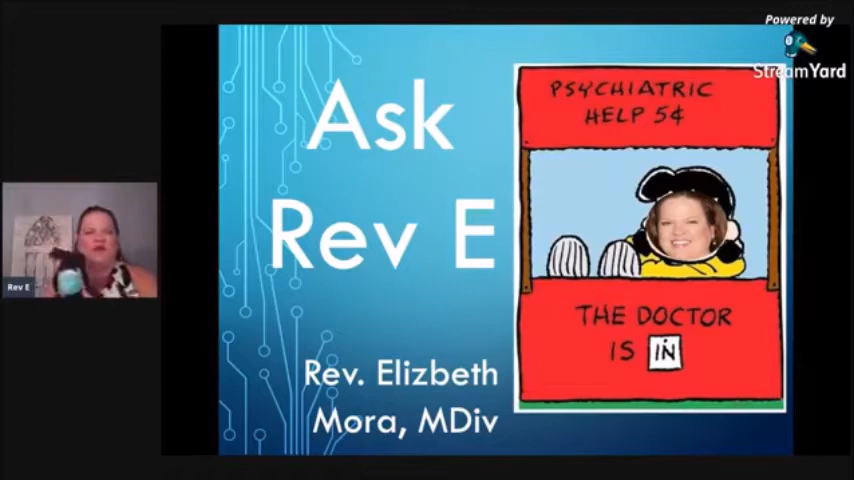 Powered by
StreamYard
Ask
Rev E
Rev. Elizbeth
Mora, MDiv
PSYCHIATRIC
HELP 5¢
THE DOCTOR
IS IN
Rev E